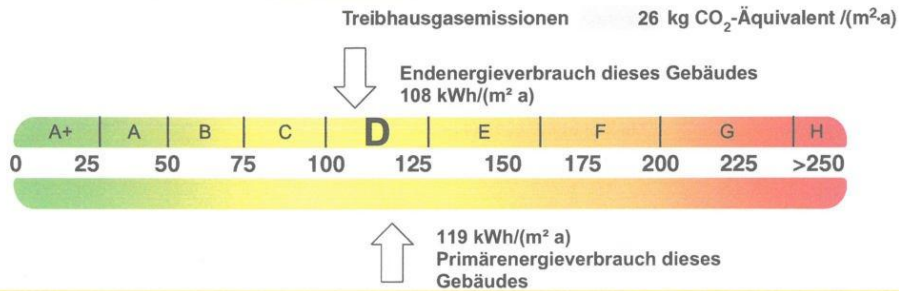 Treibhausgasemissionen 26 kg CO₂-Äquivalent /(m²·a)
Endenergieverbrauch dieses Gebäudes
108 kWh/(m² a)
A+ A B C D E F G H
0 25 50 75 100 125 150 175 200 225 >250
119 kWh/(m² a)
Primärenergieverbrauch dieses
Gebäudes